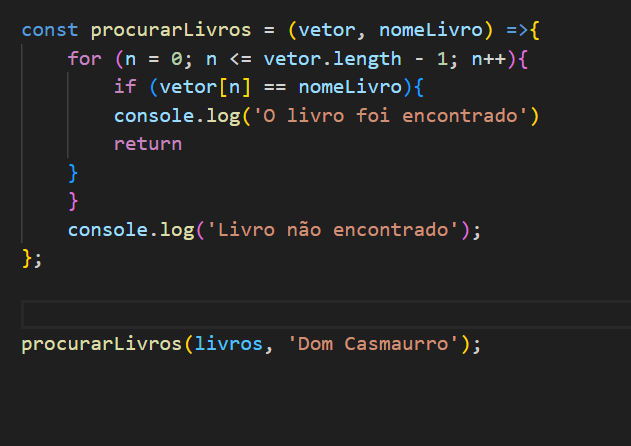 const procurarLivros = (vetor, nomeLivro) =>{
for (n = 0; n <= vetor.length - 1; n++){
if (vetor[n] == nomeLivro){
console.log('O livro foi encontrado')
return
}
}
console.log('Livro não encontrado');
};
procurarLivros(livros, 'Dom Casmaurro');